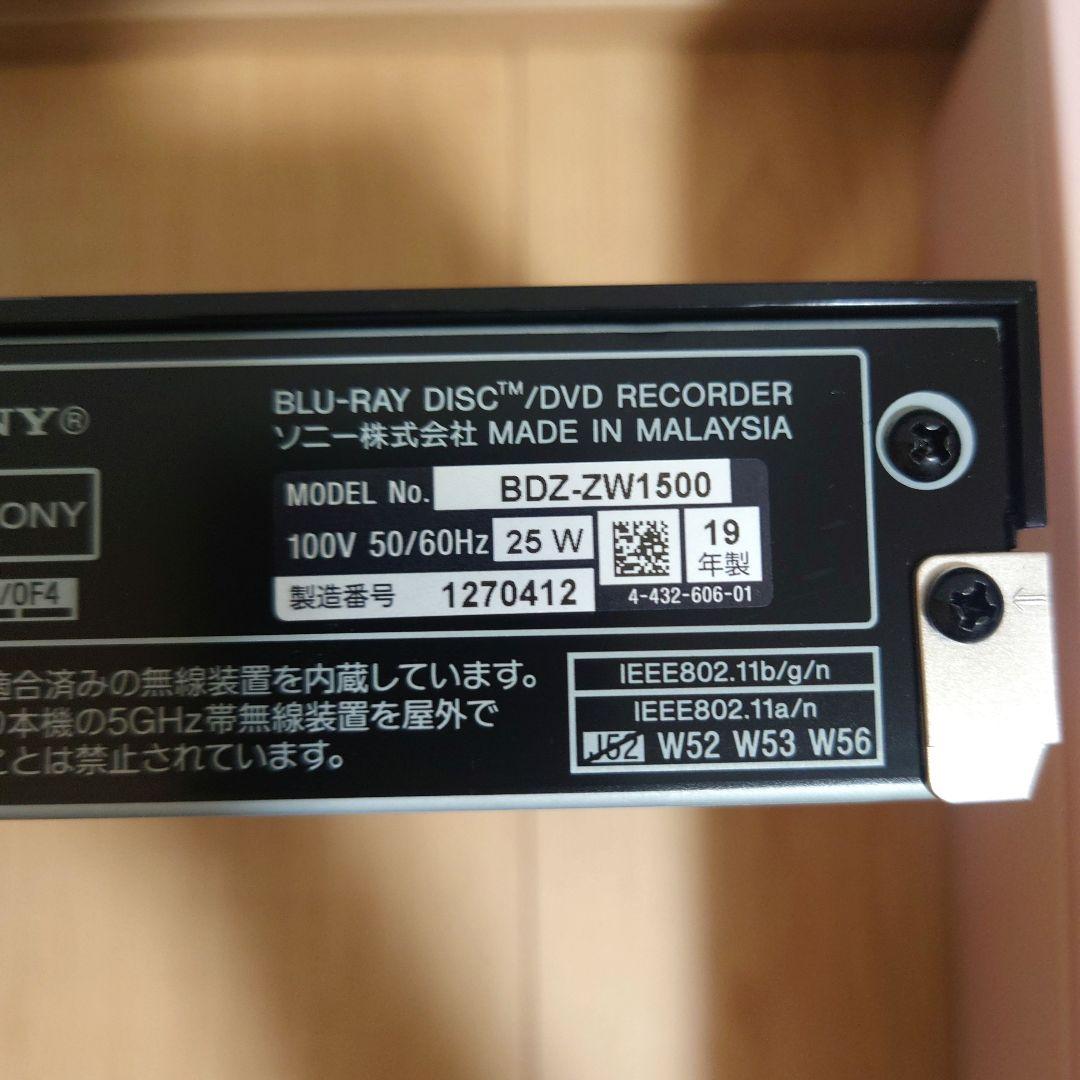 NY®
BLU-RAY DISC™/DVD RECORDER
ソニー株式会社 MADE IN MALAYSIA
ONY
MODEL No. BDZ-ZW1500
100V 50/60Hz 25 W
19
年製
/0F4
製造番号 1270412
4-432-606-01
適合済みの無線装置を内蔵しています。
本機の5GHz帯無線装置を屋外で
ことは禁止されています。
IEEE802.11b/g/n
IEEE802.11a/n
J52 W52 W53 W56